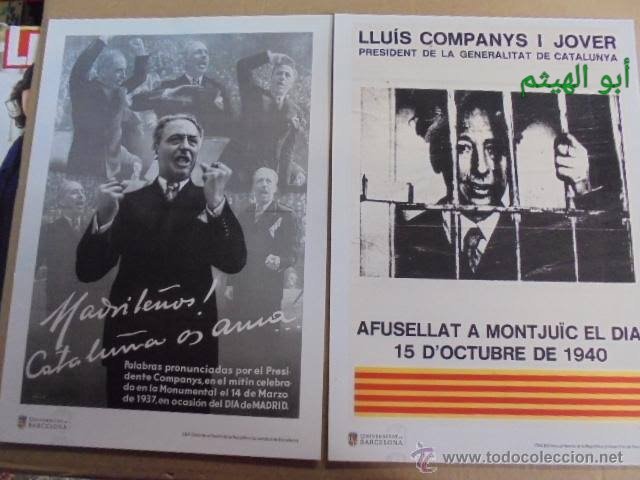 Madrileños!
Cataluña os ama...
Palabras pronunciadas por el Presi-
dente Companys, en el mitin celebra-
do en la Monumental el 14 de Marzo
de 1937, en ocasión del DIA de MADRID.
UNIVERSITAT DE
BARCELONA
LLUÍS COMPANYS I JOVER
PRESIDENT DE LA GENERALITAT DE CATALUNYA
أبو الهيثم
AFUSELLAT A MONTJUÏC EL DIA
15 D'OCTUBRE DE 1940
UNIVERSITAT DE
BARCELONA
www.todocoleccion.net